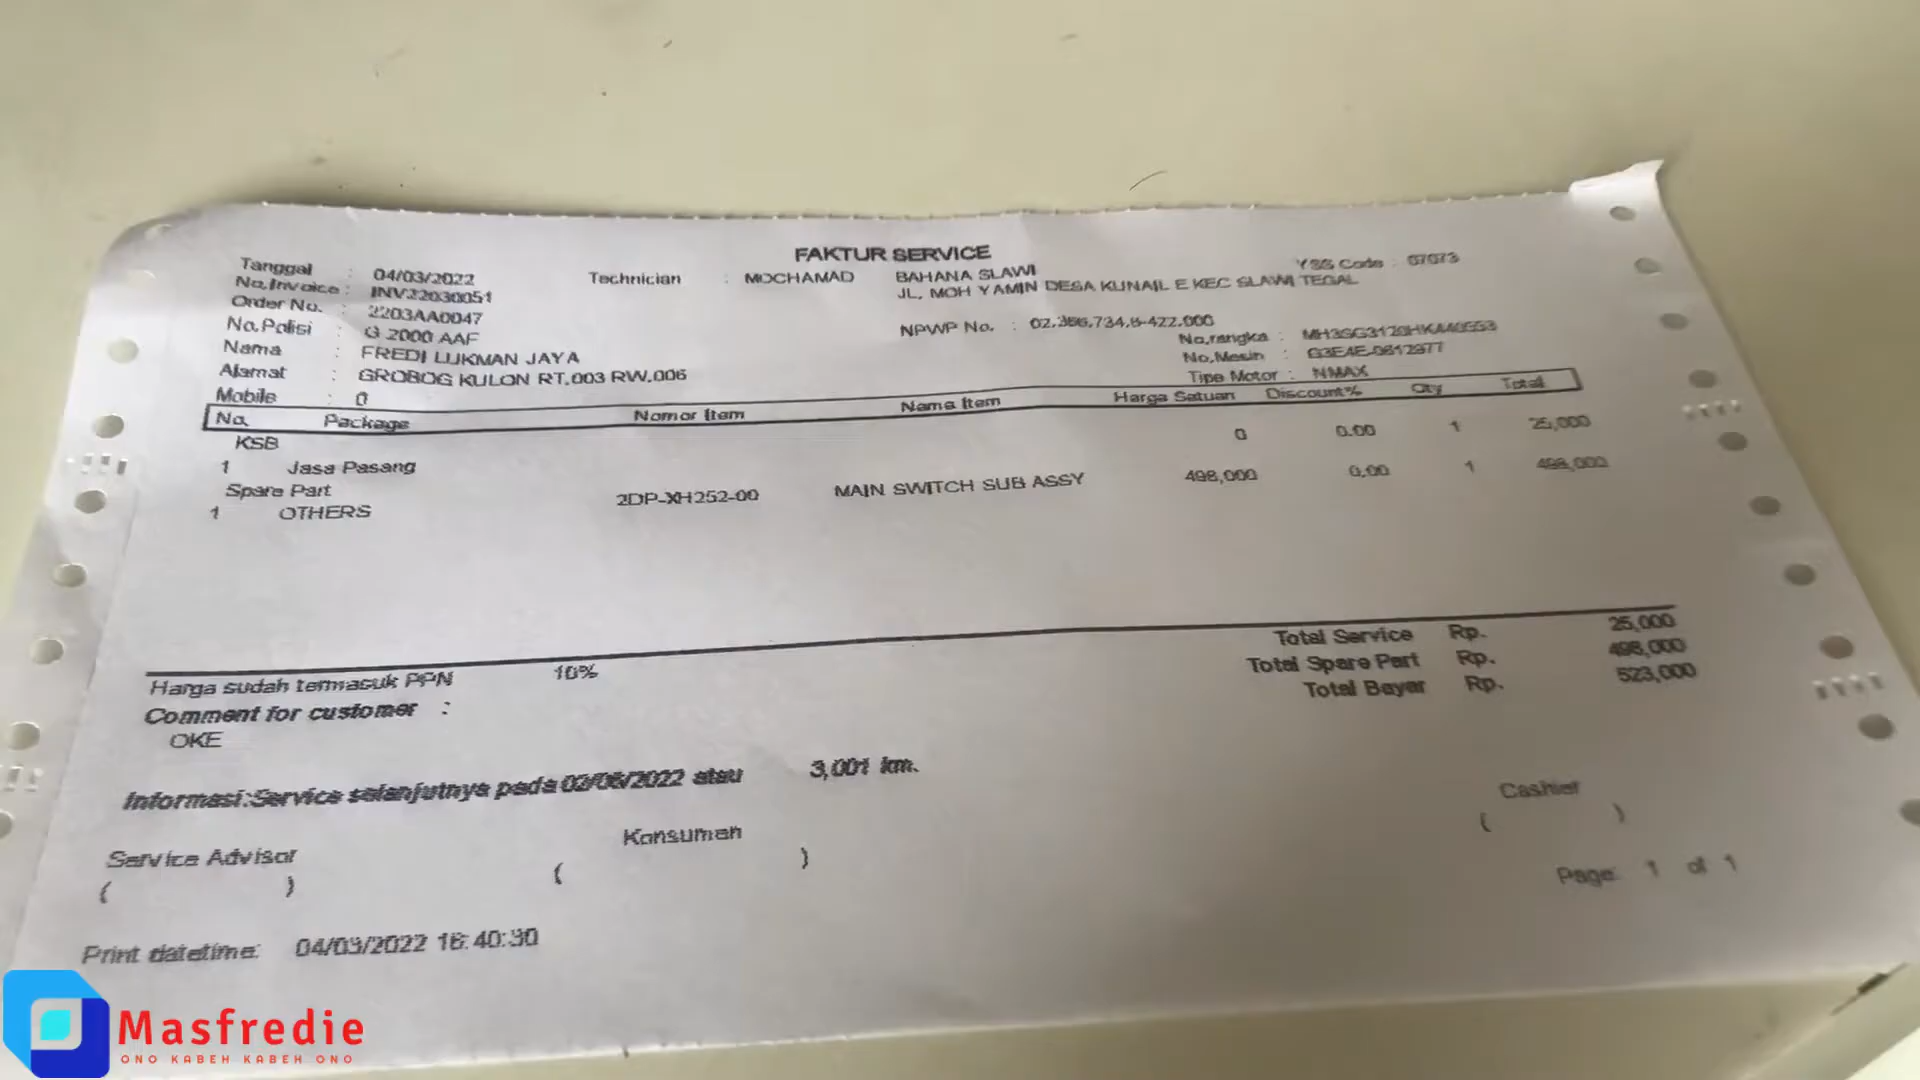 FAKTUR SERVICE
Tanggal : 04/03/2022
No.Invoice : INV22030051
Order No. : 2203AA0047
No.Polisi : G 2000 AAF
Nama : FREDI LUKMAN JAYA
Alamat : GROBOG KULON RT.003 RW.006
Mobile : 0
Technician : MOCHAMAD
BAHANA SLAWI
JL. MOH YAMIN DESA KUNAIL E KEC SLAWI TEGAL
YSS Code : 07073
NPWP No. :
No.rangka :
No.Mesin :
Tipe Motor : NMAX
No. Package Nomor Item Nama Item Harga Satuan Discount% Qty Total
KSB
1 Jasa Pasang 0 0.00 1 25,000
Spare Part
1 OTHERS 2DP-XH252-00 MAIN SWITCH SUB ASSY 498,000 0,00 1 498,000
Total Service Rp. 25,000
Total Spare Part Rp. 498,000
Total Bayar Rp. 523,000
Harga sudah termasuk PPN 10%
Comment for customer :
OKE
Informasi:Service selanjutnya pada 02/06/2022 atau 3,001 km.
Service Advisor Konsumen Cashier
( ) ( ) ( )
Page: 1 of 1
Print datetime: 04/03/2022 16:40:30
Masfredie
ONO KABEH KABEH ONO